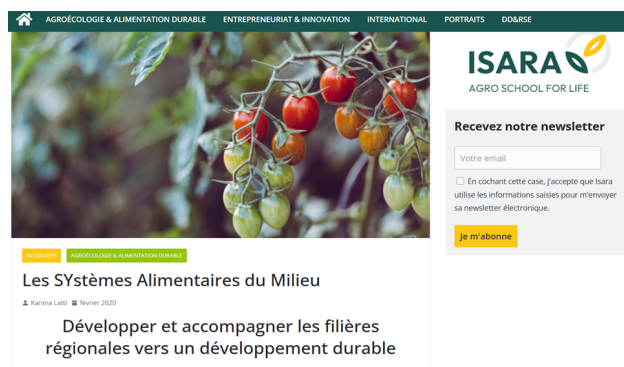 AGROÉCOLOGIE & ALIMENTATION DURABLE ENTREPRENEURIAT & INNOVATION INTERNATIONAL PORTRAITS DD&RSE
ISARA
AGRO SCHOOL FOR LIFE
Recevez notre newsletter
Votre email
En cochant cette case, j'accepte que Isara
utilise les informations saisies pour m'envoyer
sa newsletter électronique.
Je m'abonne
ACTUALITÉS AGROÉCOLOGIE & ALIMENTATION DURABLE
Les SYstèmes Alimentaires du Milieu
Karima Latti février 2020
Développer et accompagner les filières
régionales vers un développement durable